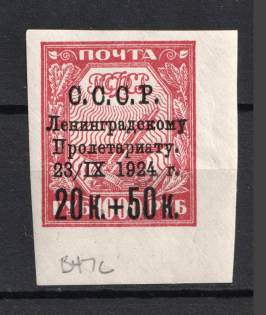 ПОЧТА
С.С.С.Р.
Ленинградскому
Пролетариату.
23/IX 1924 г.
20 к.+50 к.
B47c